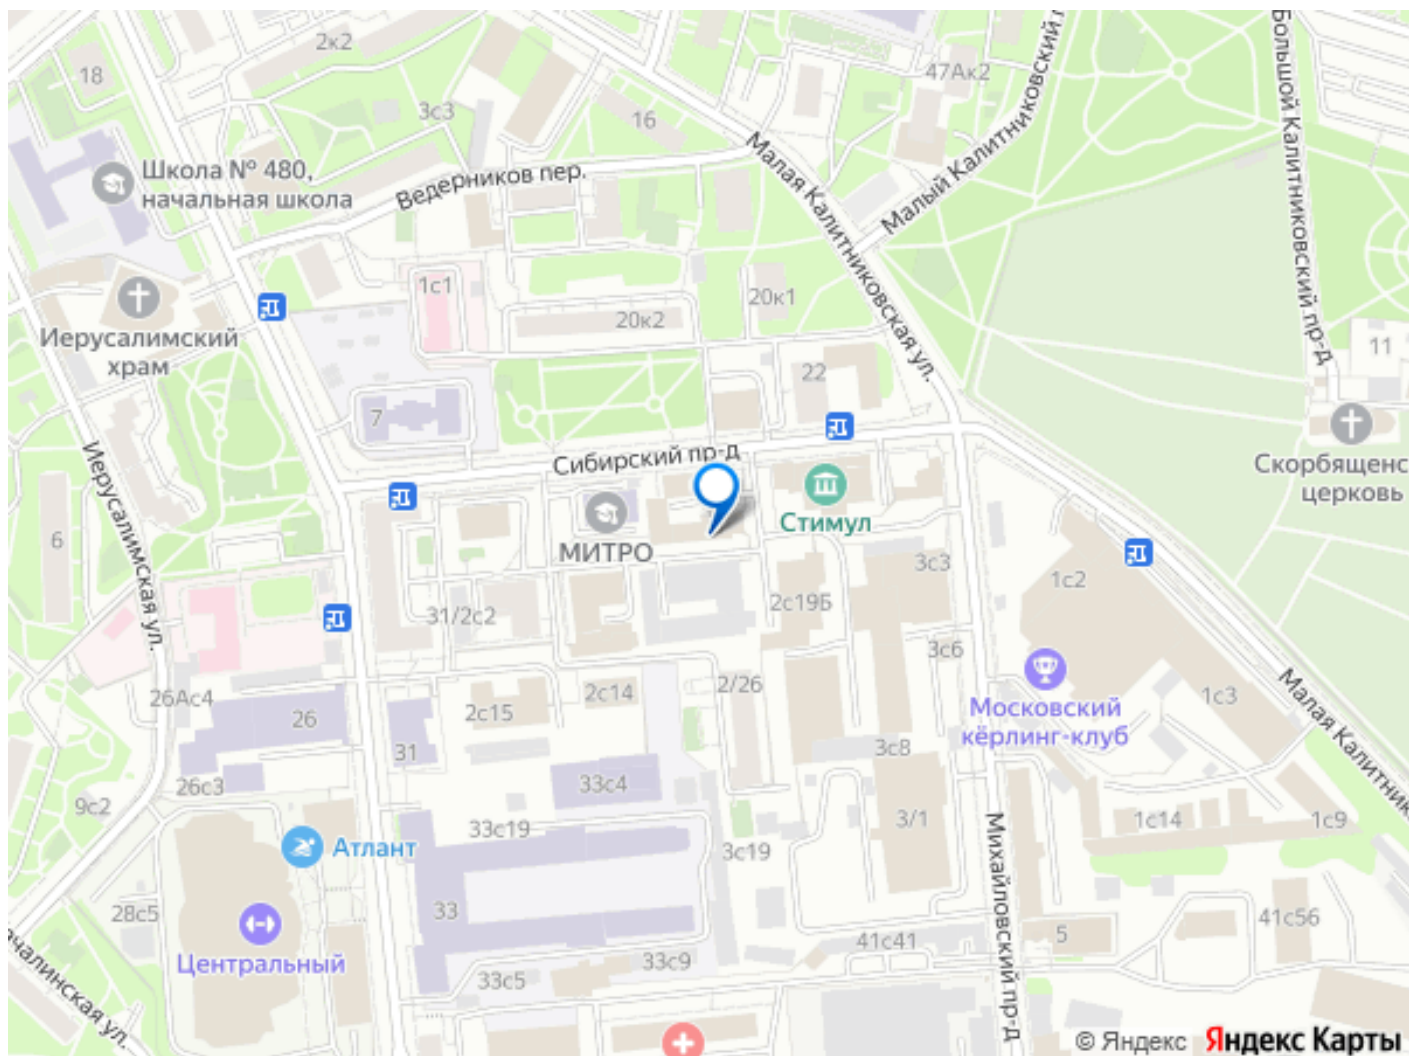 2к2
18
47Ак2
3с3
16
Большой Калитниковский пр-д
Малый Калитниковский п
Малая Калитниковская ул.
Школа № 480,
начальная школа
Ведерников пер.
1с1
20к1
20к2
Иерусалимский
храм
11
22
7
Сибирский пр-д
Скорбященс
церковь
Иерусалимская ул.
МИТРО
Стимул
6
3с3
1с2
2с19Б
31/2с2
3с6
26Ас4
26
2с15
2с14
2/26
1с3
Московский
кёрлинг-клуб
Малая Калитник
31
3с8
26с3
33с4
9с2
33с19
3/1
1с14
1с9
Атлант
3с19
28с5
33
41с56
Центральный
41с41
5
Михайловский пр-д
33с5
33с9
ачалинская ул.
© Яндекс Яндекс Карты